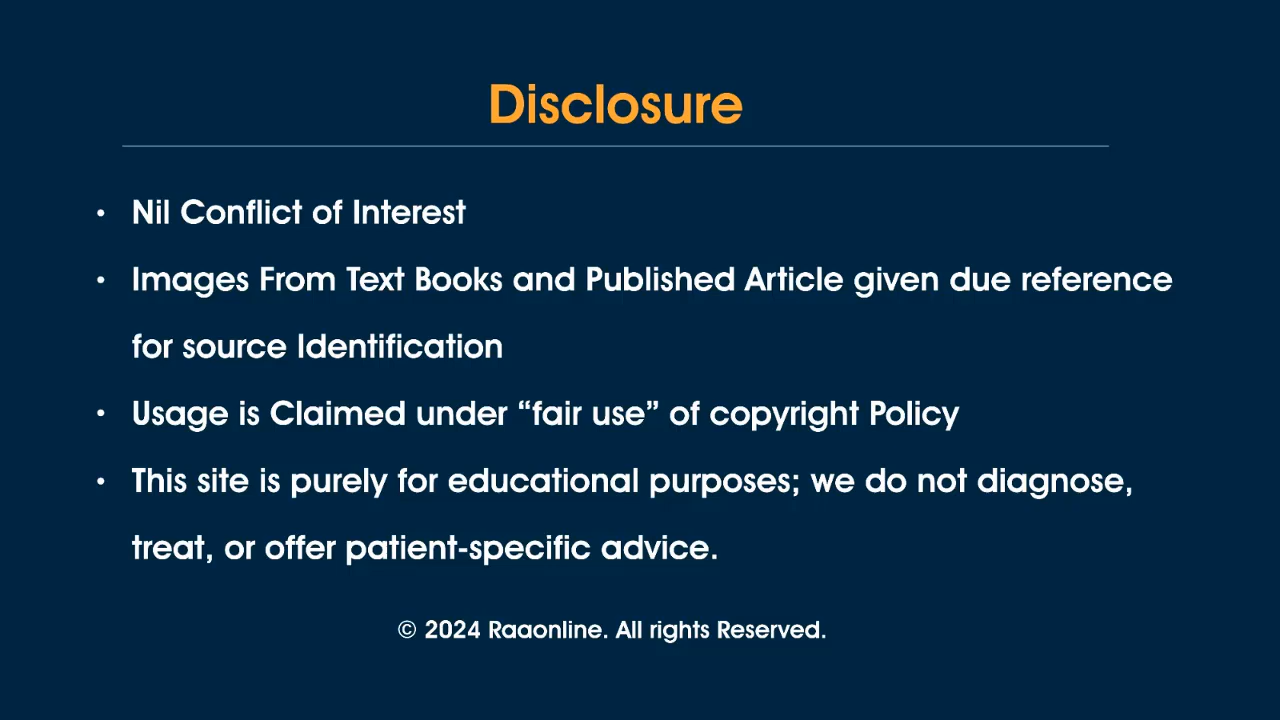 Disclosure
• Nil Conflict of Interest
• Images From Text Books and Published Article given due reference
for source Identification
• Usage is Claimed under “fair use” of copyright Policy
• This site is purely for educational purposes; we do not diagnose,
treat, or offer patient-specific advice.
© 2024 Raaonline. All rights Reserved.